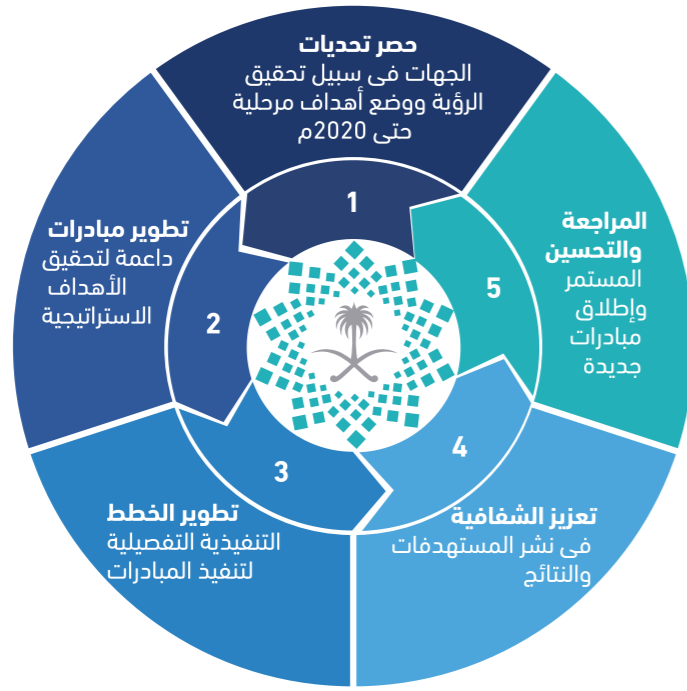 حصر تحديات
الجهات فى سبيل تحقيق
الرؤية ووضع أهداف مرحلية
حتى 2020م
1
تطوير مبادرات
داعمة لتحقيق
الأهداف
الاستراتيجية
2
تطوير الخطط
التنفيذية التفصيلية
لتنفيذ المبادرات
3
تعزيز الشفافية
فى نشر المستهدفات
والنتائج
4
المراجعة
والتحسين
المستمر
وإطلاق
مبادرات
جديدة
5